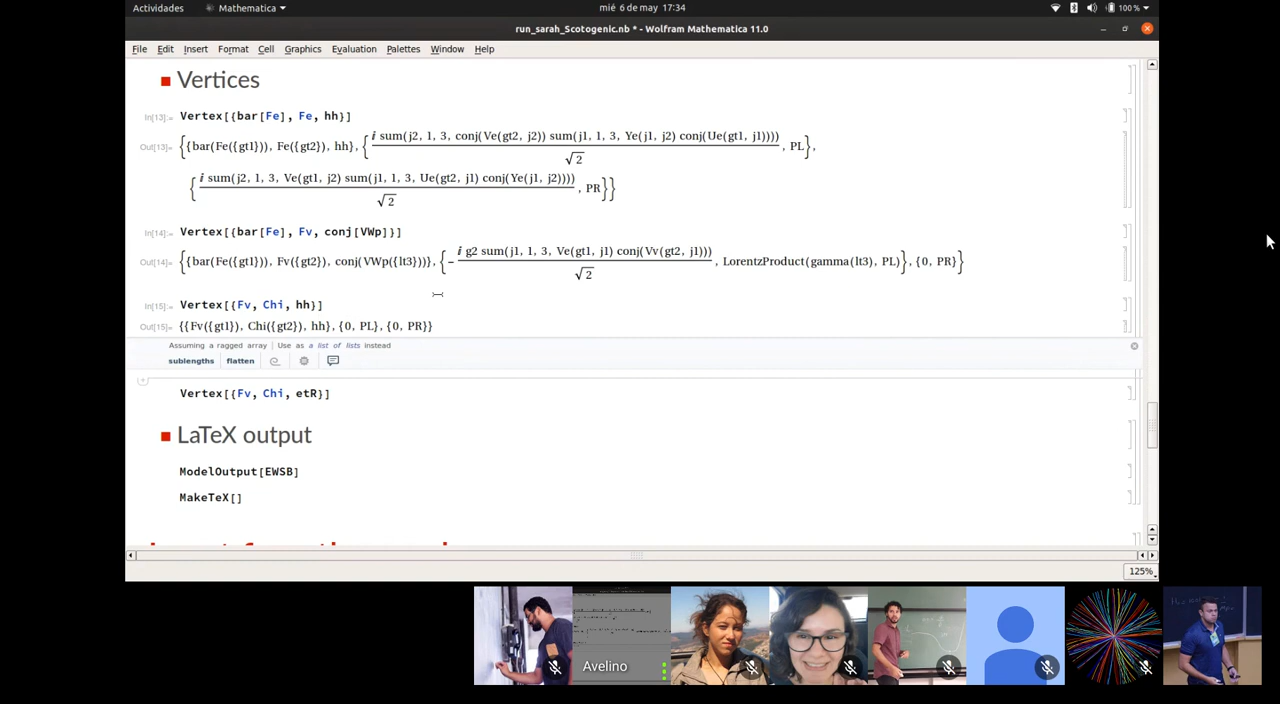 Actividades Mathematica mié 6 de may 17:34 100 %
run_sarah_Scotogenic.nb * - Wolfram Mathematica 11.0
File Edit Insert Format Cell Graphics Evaluation Palettes Window Help
Vertices
In[13]:= Vertex[{bar[Fe], Fe, hh}]
Out[13]= {{bar(Fe({gt1})), Fe({gt2}), hh}, {i sum(j2, 1, 3, conj(Ve(gt2, j2)) sum(j1, 1, 3, Ye(j1, j2) conj(Ue(gt1, j1)))) / √2, PL},
{i sum(j2, 1, 3, Ve(gt1, j2) sum(j1, 1, 3, Ue(gt2, j1) conj(Ye(j1, j2)))) / √2, PR}}
In[14]:= Vertex[{bar[Fe], Fv, conj[VWp]}]
Out[14]= {{bar(Fe({gt1})), Fv({gt2}), conj(VWp({lt3}))}, {- i g2 sum(j1, 1, 3, Ve(gt1, j1) conj(Vv(gt2, j1))) / √2, LorentzProduct(gamma(lt3), PL)}, {0, PR}}
In[15]:= Vertex[{Fv, Chi, hh}]
Out[15]= {{Fv({gt1}), Chi({gt2}), hh}, {0, PL}, {0, PR}}
Assuming a ragged array | Use as a list of lists instead
sublengths flatten
Vertex[{Fv, Chi, etR}]
LaTeX output
ModelOutput[EWSB]
MakeTeX[]
125%
Avelino